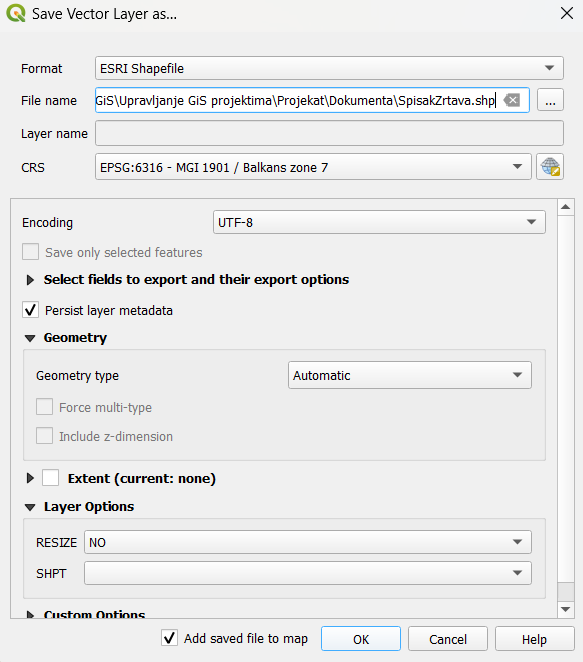 Save Vector Layer as...
Format ESRI Shapefile
File name GiS\Upravljanje GiS projektima\Projekat\Dokumenta\SpisakZrtava.shp ...
Layer name
CRS EPSG:6316 - MGI 1901 / Balkans zone 7
Encoding UTF-8
Save only selected features
Select fields to export and their export options
Persist layer metadata
Geometry
Geometry type Automatic
Force multi-type
Include z-dimension
Extent (current: none)
Layer Options
RESIZE NO
SHPT
Custom Options
Add saved file to map OK Cancel Help